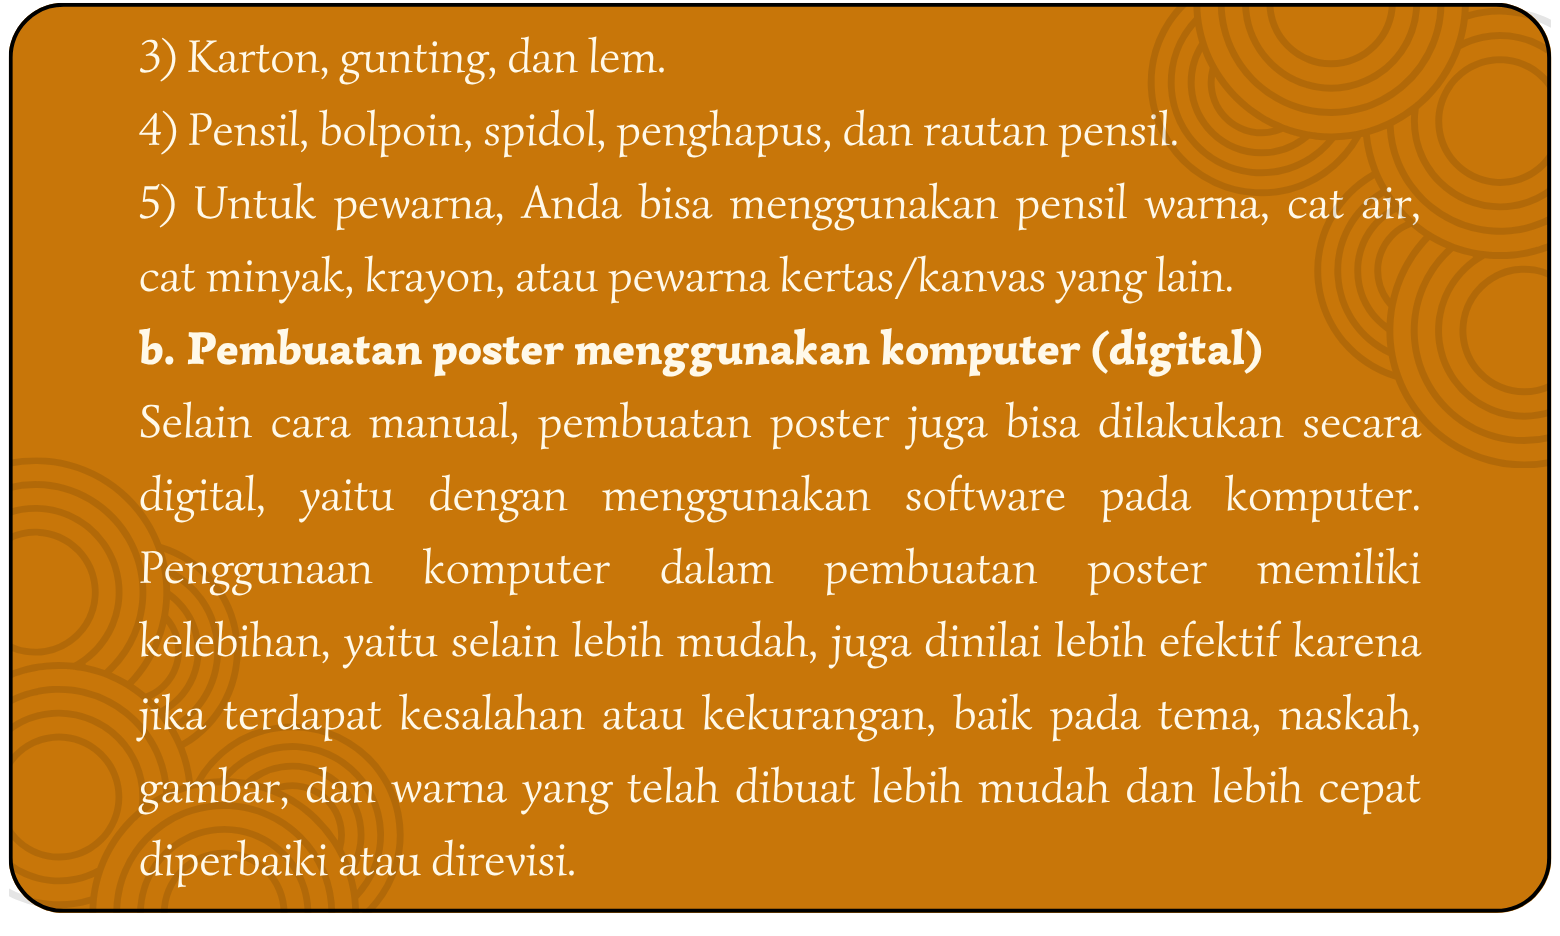 3) Karton, gunting, dan lem.
4) Pensil, bolpoin, spidol, penghapus, dan rautan pensil.
5) Untuk pewarna, Anda bisa menggunakan pensil warna, cat air,
cat minyak, krayon, atau pewarna kertas/kanvas yang lain.
b. Pembuatan poster menggunakan komputer (digital)
Selain cara manual, pembuatan poster juga bisa dilakukan secara
digital, yaitu dengan menggunakan software pada komputer.
Penggunaan komputer dalam pembuatan poster memiliki
kelebihan, yaitu selain lebih mudah, juga dinilai lebih efektif karena
jika terdapat kesalahan atau kekurangan, baik pada tema, naskah,
gambar, dan warna yang telah dibuat lebih mudah dan lebih cepat
diperbaiki atau direvisi.